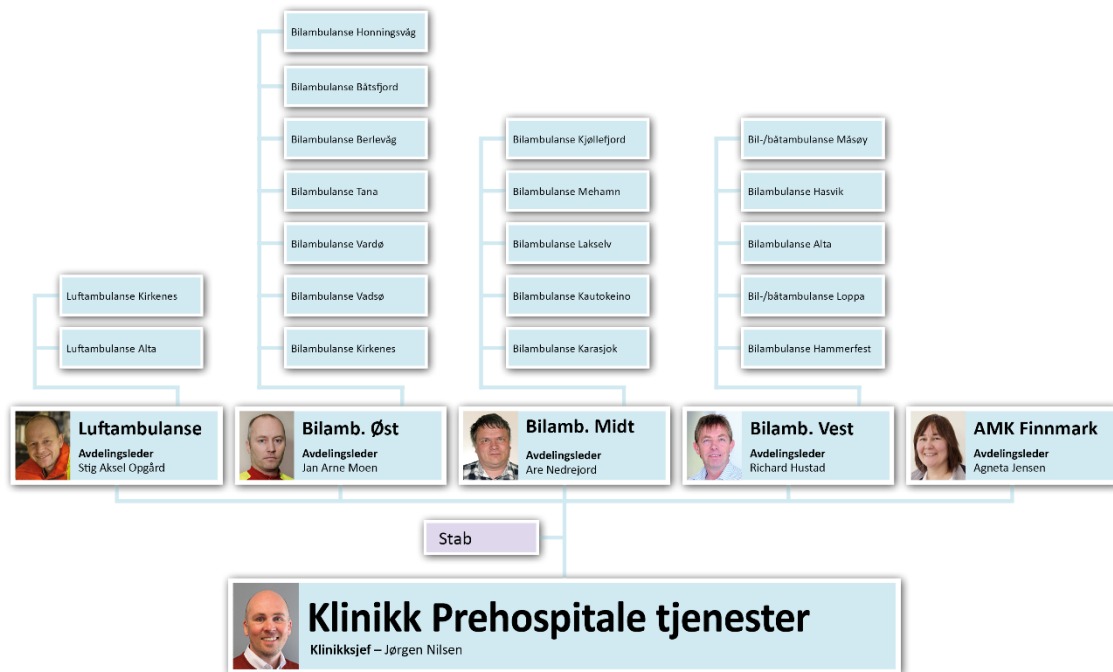 Bilambulanse Honningsvåg
Bilambulanse Båtsfjord
Bilambulanse Berlevåg
Bilambulanse Tana
Bilambulanse Vardø
Bilambulanse Vadsø
Bilambulanse Kirkenes
Bilambulanse Kjøllefjord
Bilambulanse Mehamn
Bilambulanse Lakselv
Bilambulanse Kautokeino
Bilambulanse Karasjok
Bil-/båtambulanse Måsøy
Bilambulanse Hasvik
Bilambulanse Alta
Bil-/båtambulanse Loppa
Bilambulanse Hammerfest
Luftambulanse Kirkenes
Luftambulanse Alta
Luftambulanse
Avdelingsleder
Stig Aksel Opgård
Bilamb. Øst
Avdelingsleder
Jan Arne Moen
Bilamb. Midt
Avdelingsleder
Are Nedrejord
Bilamb. Vest
Avdelingsleder
Richard Hustad
AMK Finnmark
Avdelingsleder
Agneta Jensen
Stab
Klinikk Prehospitale tjenester
Klinikksjef – Jørgen Nilsen